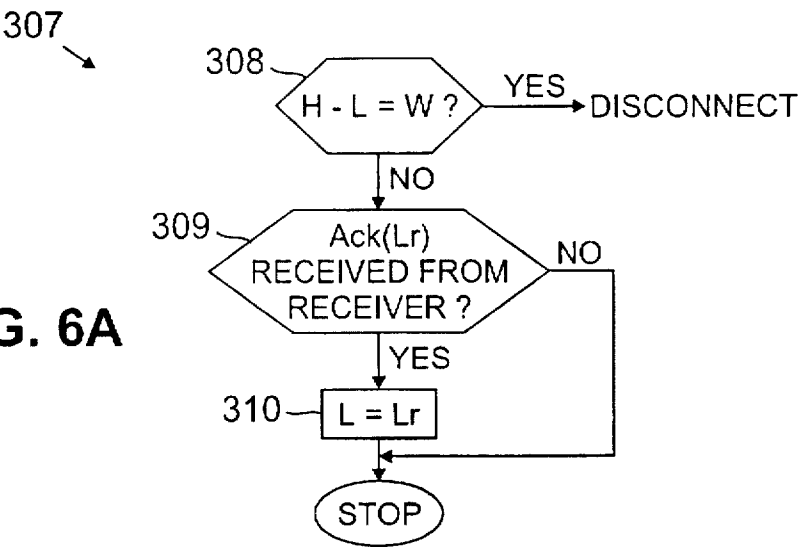 307
308
H - L = W ?
YES
DISCONNECT
NO
309
Ack(Lr)
RECEIVED FROM
RECEIVER ?
NO
G. 6A
YES
310
L = Lr
STOP